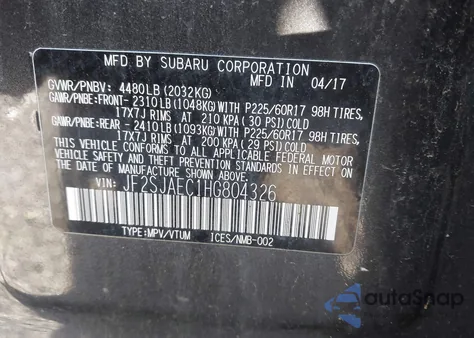 MFD. BY SUBARU CORPORATION
GVWR/PNBV: 4480LB (2032KG) MFD IN 04/17
GAWR/PNBE:FRONT- 2310LB (1048KG)WITH P225/60R17 98H TIRES,
17X7J RIMS AT 210 KPA( 30 PSI) COLD
GAWR/PNBE:REAR - 2410LB (1093KG)WITH P225/60R17 98H TIRES,
17X7J RIMS AT 200 KPA( 29 PSI) COLD
THIS VEHICLE CONFORMS TO ALL APPLICABLE FEDERAL MOTOR
VEHICLE SAFETY, BUMPER, AND THEFT PREVENTION STANDARDS
IN EFFECT ON THE DATE OF MANUFACTURE SHOWN ABOVE.
VIN: JF2SJAEC1HG804326
TYPE:MPV/VTUM ICES/NMB-002
autoSnap